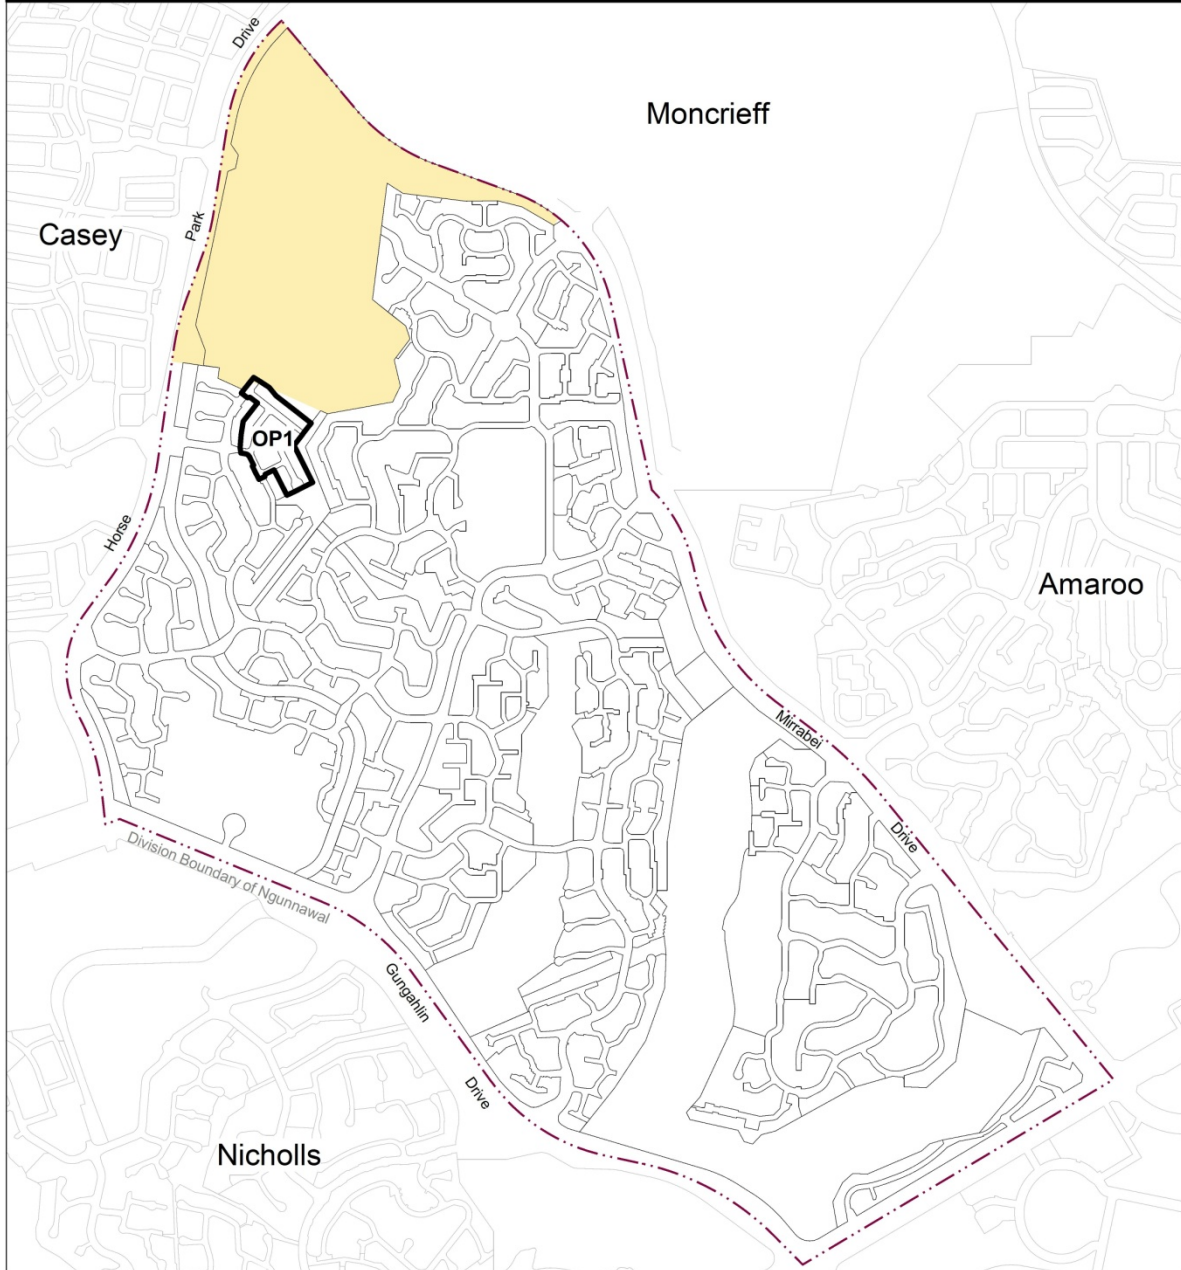 Drive
Moncrieff
Park
Casey
OP1
Horse
Amaroo
Mirrabei
Drive
Division Boundary of Ngunnawal
Gungahlin
Drive
Nicholls